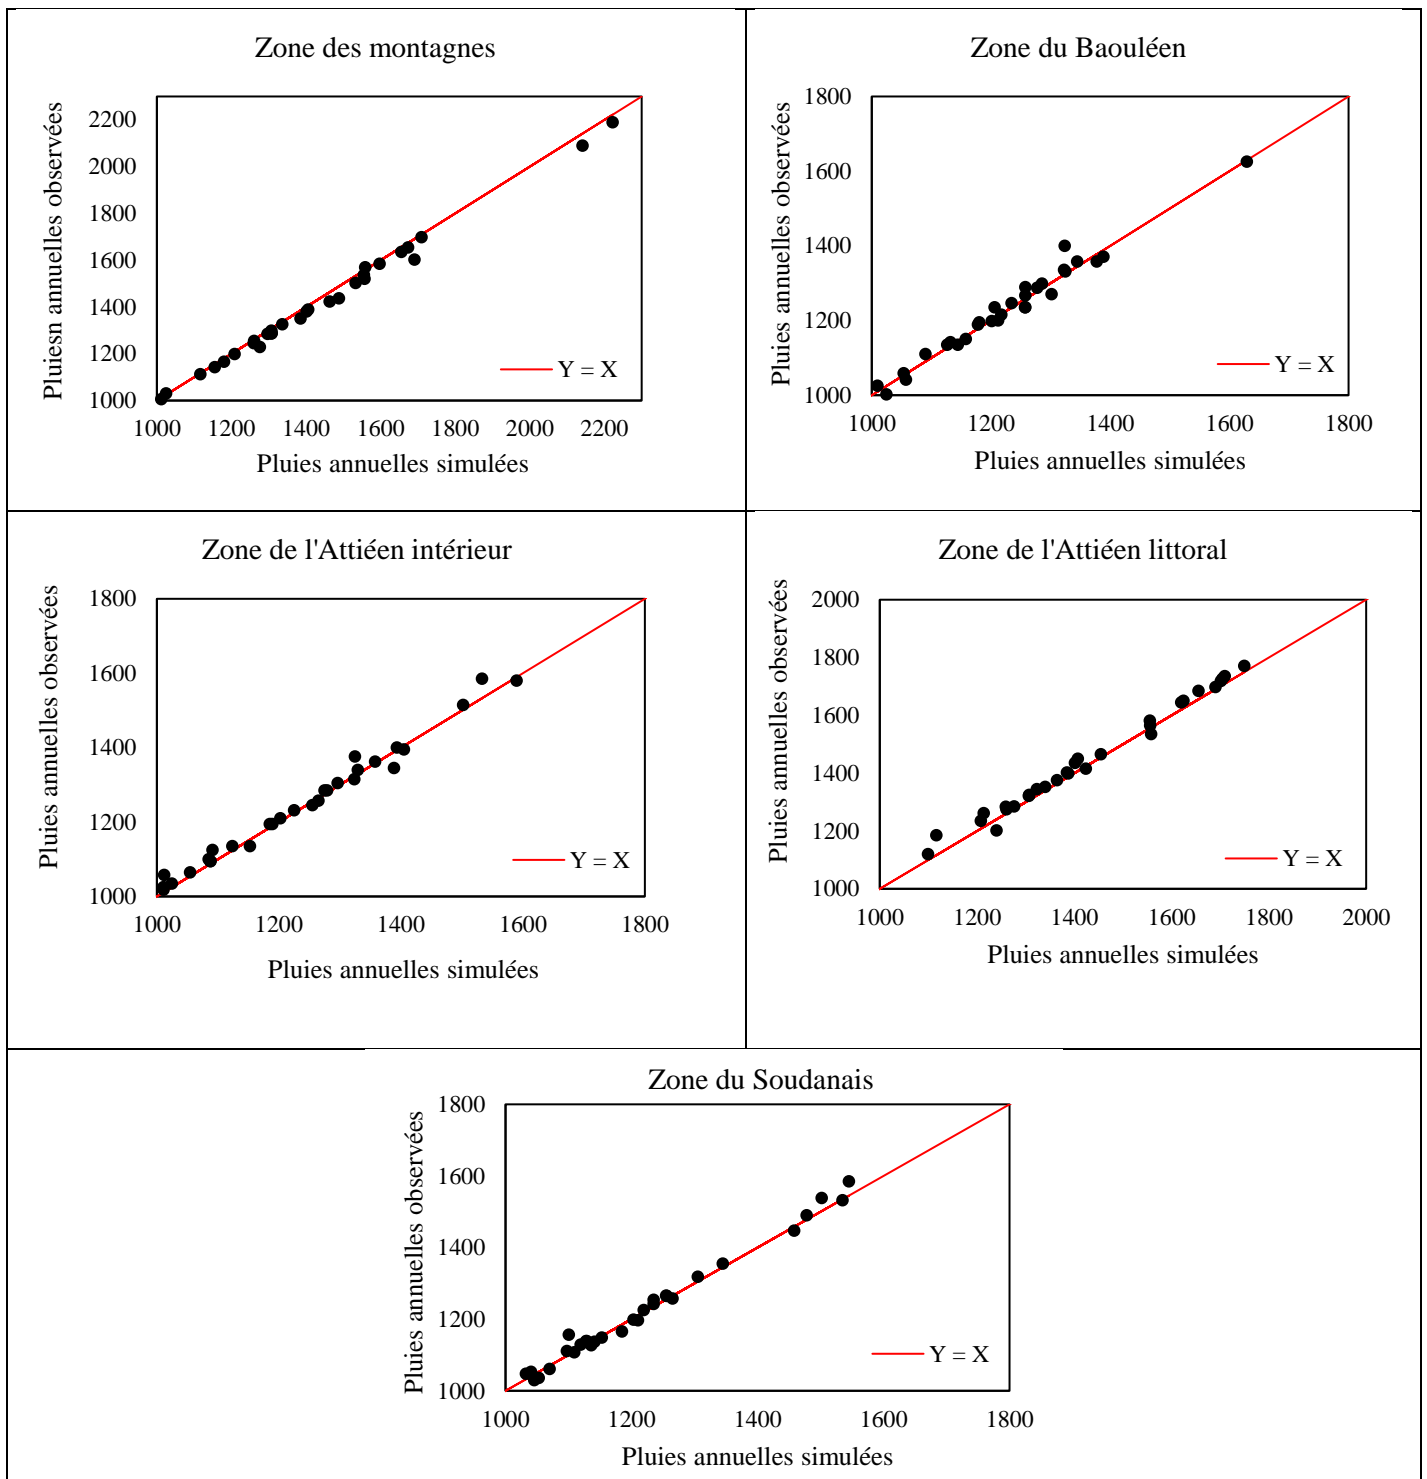 Zone des montagnes
Pluiesn annuelles observées
2200
2000
1800
1600
1400
1200
1000
Y = X
1000 1200 1400 1600 1800 2000 2200
Pluies annuelles simulées
Zone du Baouléen
Pluies annuelles observées
1800
1600
1400
1200
1000
Y = X
1000 1200 1400 1600 1800
Pluies annuelles simulées
Zone de l'Attiéen intérieur
Pluies annuelles observées
1800
1600
1400
1200
1000
Y = X
1000 1200 1400 1600 1800
Pluies annuelles simulées
Zone de l'Attiéen littoral
Pluies annuelles observées
2000
1800
1600
1400
1200
1000
Y = X
1000 1200 1400 1600 1800 2000
Pluies annuelles simulées
Zone du Soudanais
Pluies annuelles observées
1800
1600
1400
1200
1000
Y = X
1000 1200 1400 1600 1800
Pluies annuelles simulées